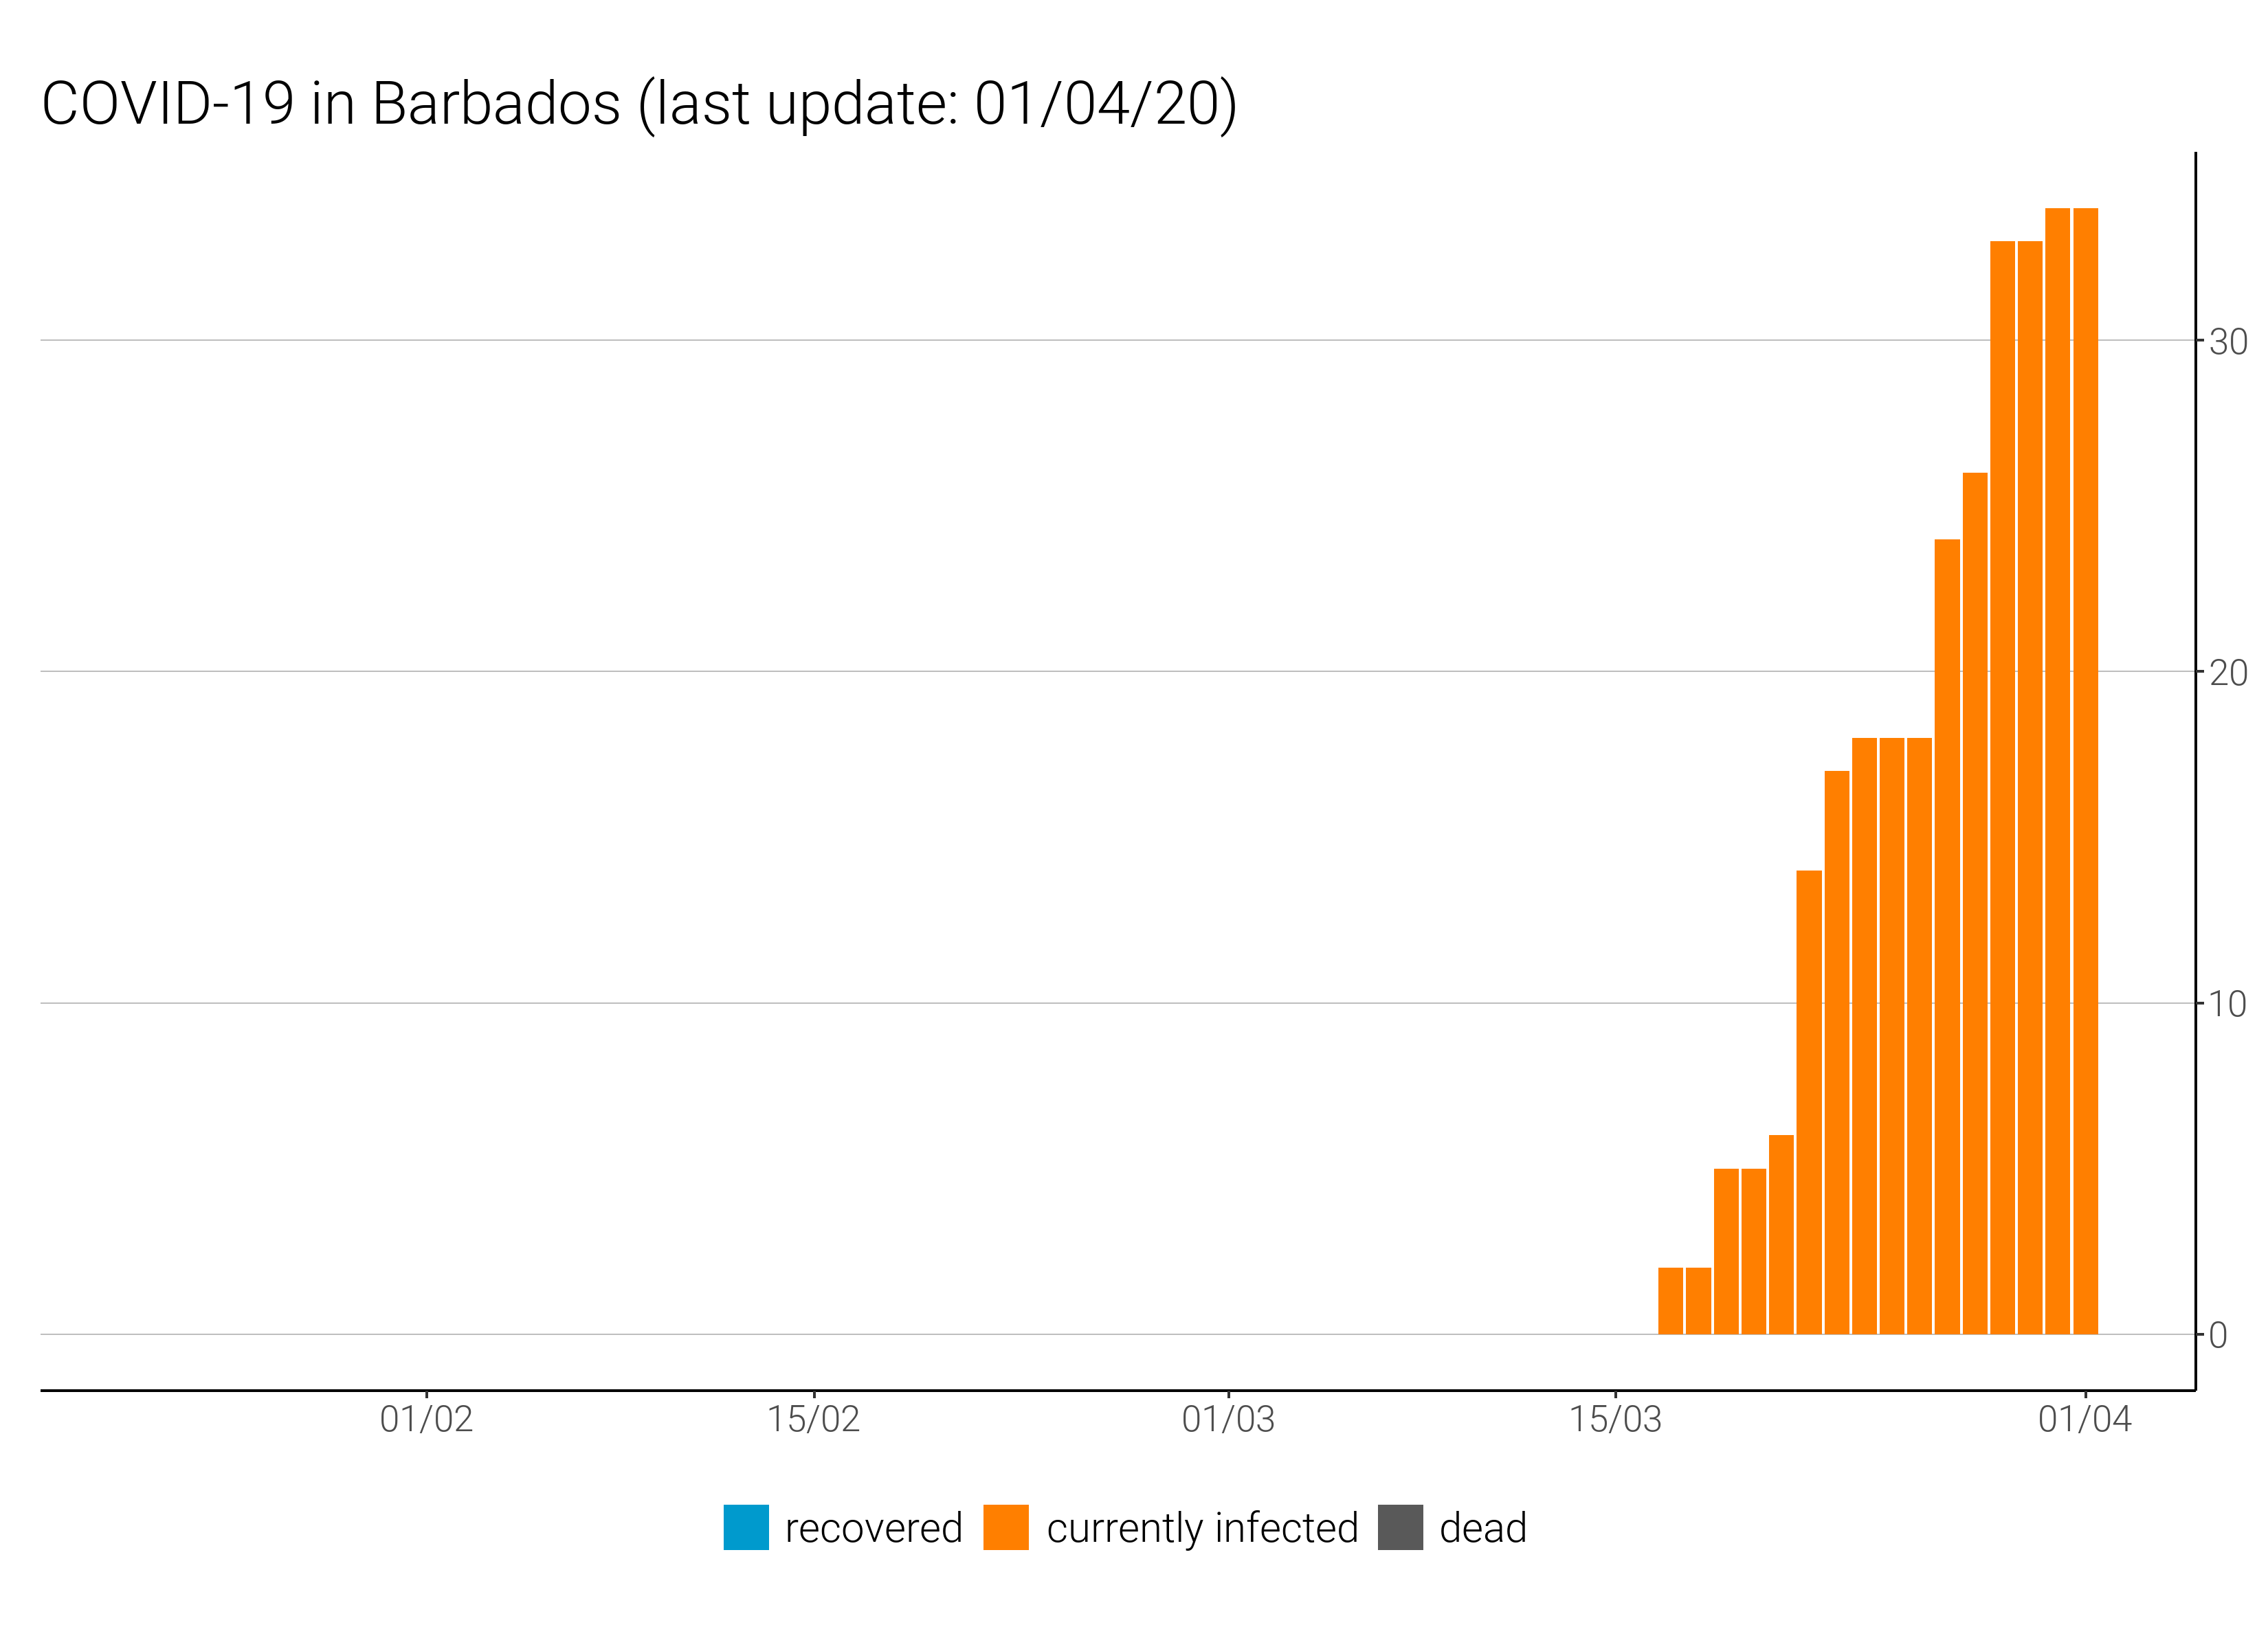 COVID-19 in Barbados (last update: 01/04/20)
30
20
10
0
01/02 15/02 01/03 15/03 01/04
recovered currently infected dead